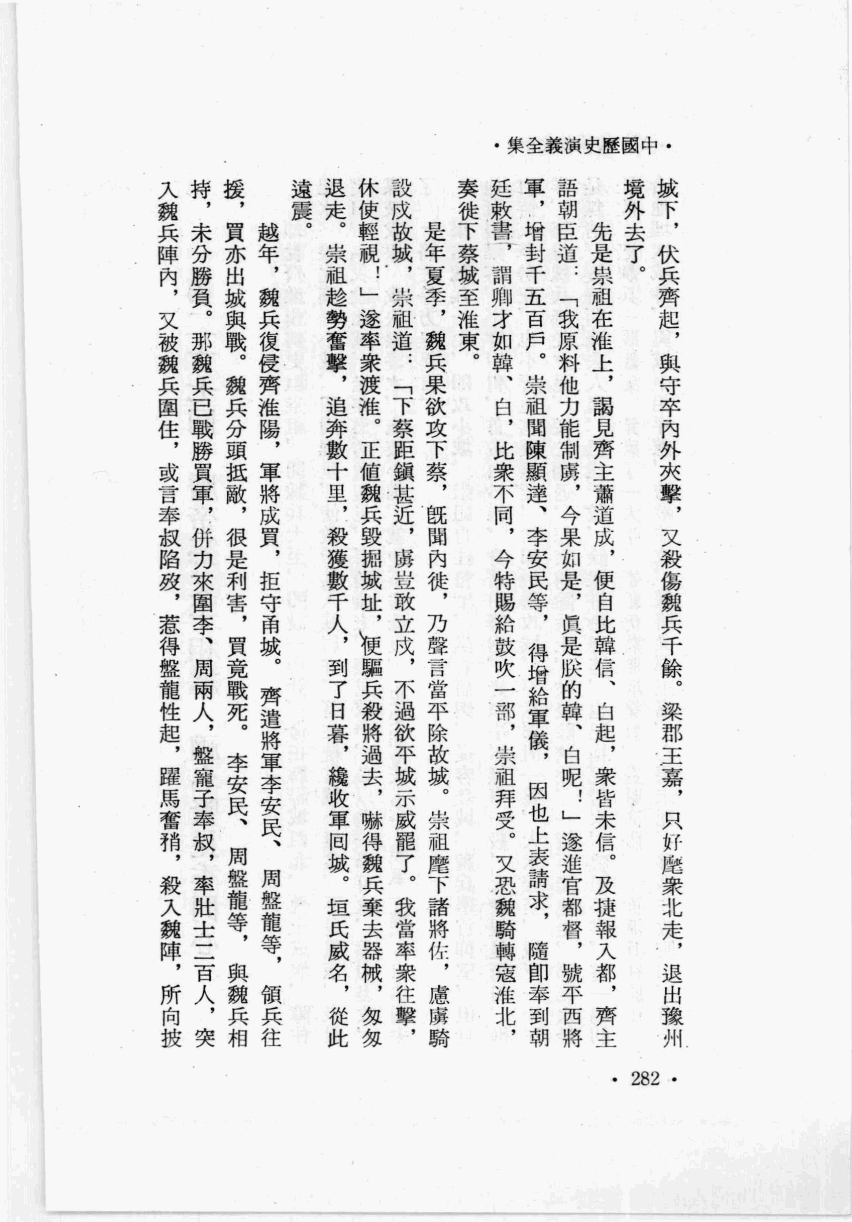 •中國歷史演義全集•
城下，伏兵齊起，與守卒內外夾擊，又殺傷魏兵千餘。梁郡王嘉，只好麾衆北走，退出豫州
境外去了。
先是崇祖在淮上，謁見齊主蕭道成，便自比韓信、白起，衆皆未信。及捷報入都，齊主
語朝臣道：「我原料他力能制虜，今果如是，眞是朕的韓、白呢！」遂進官都督，號平西將
軍，增封千五百戶。崇祖聞陳顯達、李安民等，得增給軍儀，因也上表請求，隨卽奉到朝
廷敕書，謂卿才如韓、白，比衆不同，今特賜給鼓吹一部，崇祖拜受。又恐魏騎轉寇淮北，
奏徙下蔡城至淮東。
是年夏季，魏兵果欲攻下蔡，旣聞內徙，乃聲言當平除故城。崇祖麾下諸將佐，慮虜騎
設戍故城，崇祖道：「下蔡距鎭甚近，虜豈敢立戍，不過欲平城示威罷了。我當率衆往擊，
休使輕視！」遂率衆渡淮。正値魏兵毀掘城址，便驅兵殺將過去，嚇得魏兵棄去器械，匆匆
退走。崇祖趁勢奮擊，追奔數十里，殺獲數千人，到了日暮，纔收軍回城。垣氏威名，從此
遠震。
越年，魏兵復侵齊淮陽，軍將成買，拒守甬城。齊遣將軍李安民、周盤龍等，領兵往
援，買亦出城與戰。魏兵分頭抵敵，很是利害，買竟戰死。李安民、周盤龍等，與魏兵相
持，未分勝負。那魏兵已戰勝買軍，併力來圍李、周兩人，盤龍子奉叔，率壯士二百人，突
入魏兵陣內，又被魏兵圍住，或言奉叔陷歿，惹得盤龍性起，躍馬奮矟，殺入魏陣，所向披
•282•